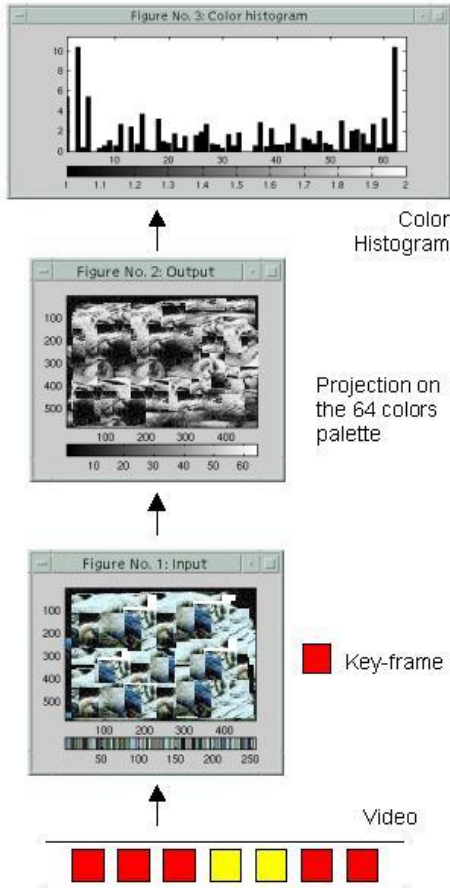 Figure No. 3: Color histogram
10
8
6
4
2
0
10 20 30 40 50 60
1 1.1 1.2 1.3 1.4 1.5 1.6 1.7 1.8 1.9 2
Color
Histogram
Figure No. 2: Output
100
200
300
400
500
100 200 300 400
10 20 30 40 50 60
Projection on
the 64 colors
palette
Figure No. 1: Input
100
200
300
400
500
100 200 300 400
50 100 150 200 250
Key-frame
Video